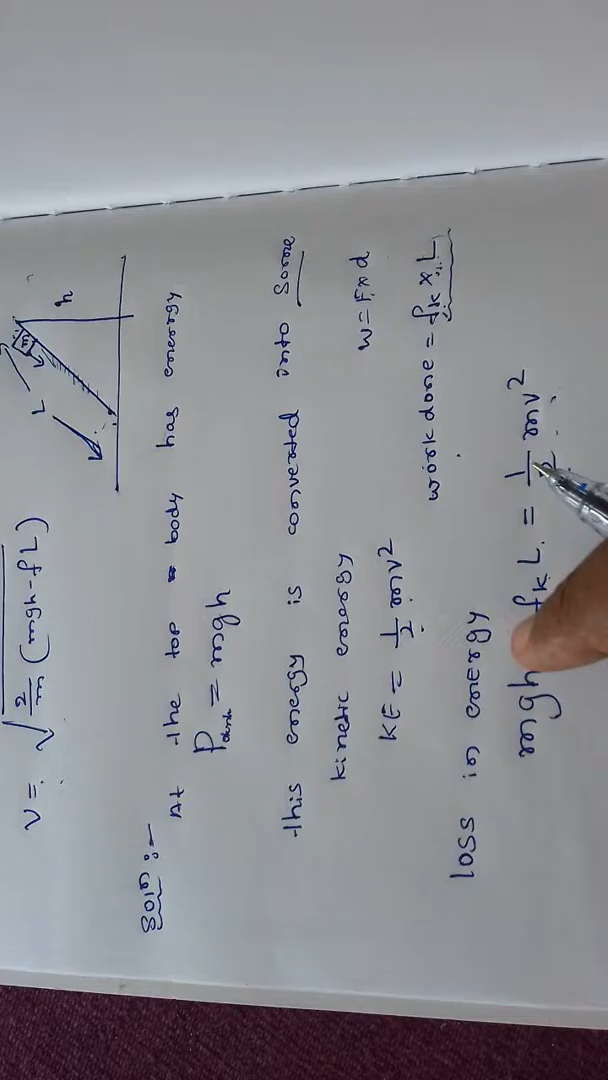 h
m
L
v = √2/m (mgh-fL)
Soln:-
At the top body has energy
P = mgh
this energy is converted into some
kinetic energy
w = F x d
KE = 1/2 mv²
work done = fk x L
loss in energy
mgh fk L = 1/2 mv²